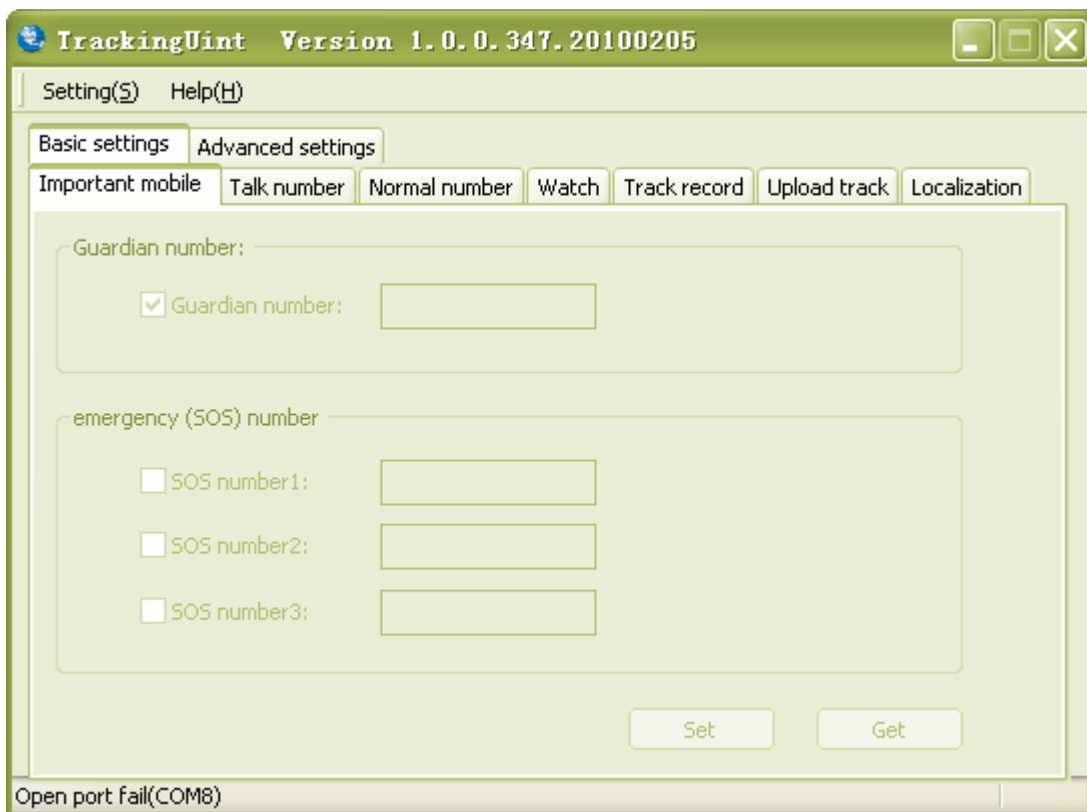 TrackingUint Version 1.0.0.347.20100205
Setting(S) Help(H)
Basic settings Advanced settings
Important mobile Talk number Normal number Watch Track record Upload track Localization
Guardian number:
Guardian number:
emergency (SOS) number
SOS number1:
SOS number2:
SOS number3:
Set Get
Open port fail(COM8)